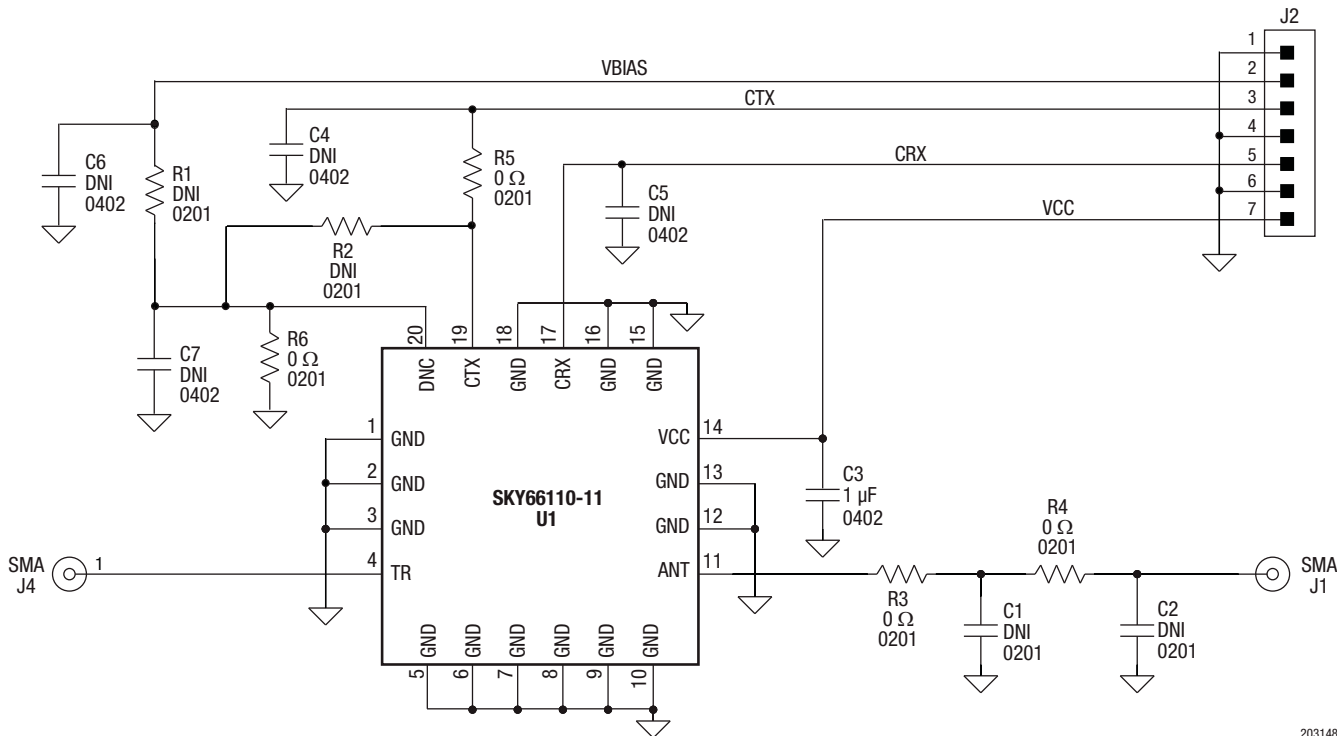 J2
1
VBIAS
2
CTX
3
4
CRX
5
6
VCC
7
C6
DNI
0402
R1
DNI
0201
C4
DNI
0402
R5
0 Ω
0201
C5
DNI
0402
R2
DNI
0201
C7
DNI
0402
R6
0 Ω
0201
20
19
18
17
16
15
DNC
CTX
GND
CRX
GND
GND
1
GND
2
GND
3
GND
4
TR
SKY66110-11
U1
VCC
14
GND
13
GND
12
ANT
11
C3
1 µF
0402
SMA
J4
1
R3
0 Ω
0201
R4
0 Ω
0201
C1
DNI
0201
C2
DNI
0201
SMA
J1
GND
GND
GND
GND
GND
GND
5
6
7
8
9
10
203148